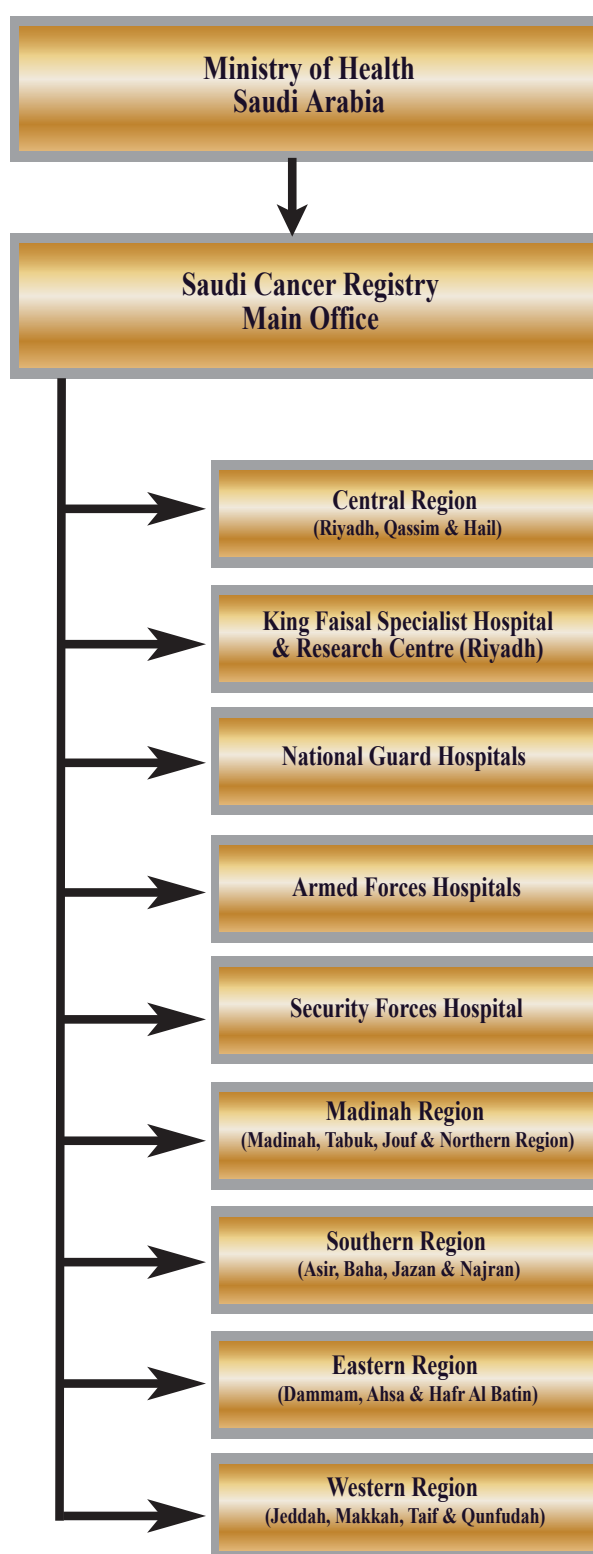 Ministry of Health
Saudi Arabia
Saudi Cancer Registry
Main Office
Central Region
(Riyadh, Qassim & Hail)
King Faisal Specialist Hospital
& Research Centre (Riyadh)
National Guard Hospitals
Armed Forces Hospitals
Security Forces Hospital
Madinah Region
(Madinah, Tabuk, Jouf & Northern Region)
Southern Region
(Asir, Baha, Jazan & Najran)
Eastern Region
(Dammam, Ahsa & Hafr Al Batin)
Western Region
(Jeddah, Makkah, Taif & Qunfudah)